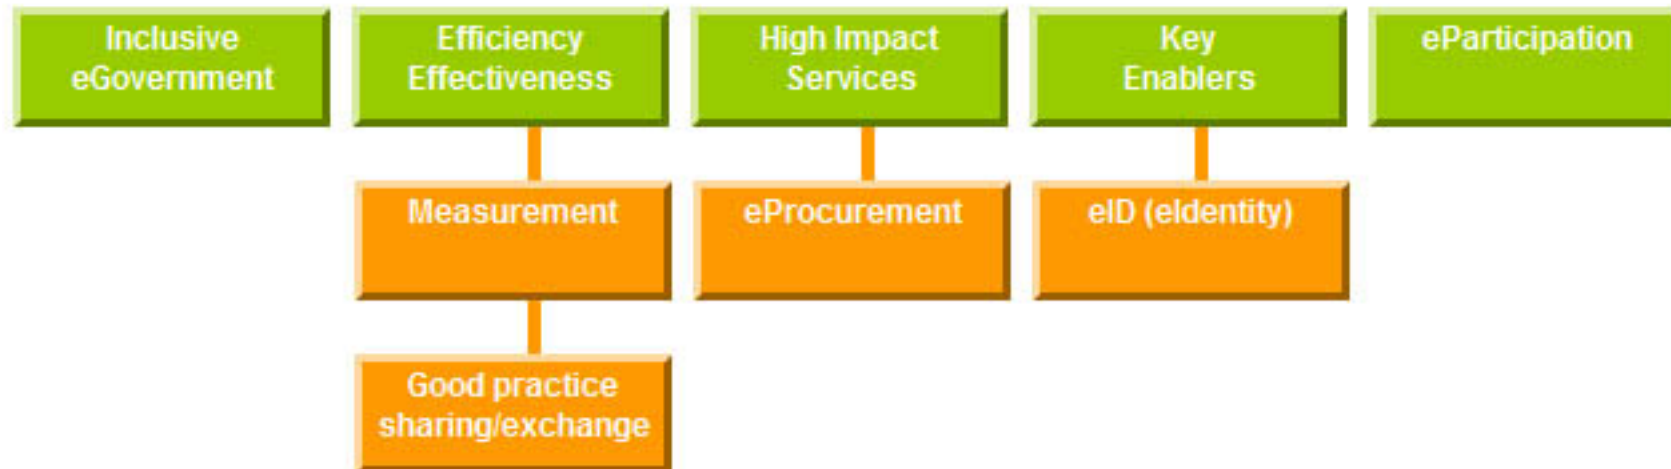 Inclusive
eGovernment
Efficiency
Effectiveness
High Impact
Services
Key
Enablers
eParticipation
Measurement
eProcurement
eID (eIdentity)
Good practice
sharing/exchange